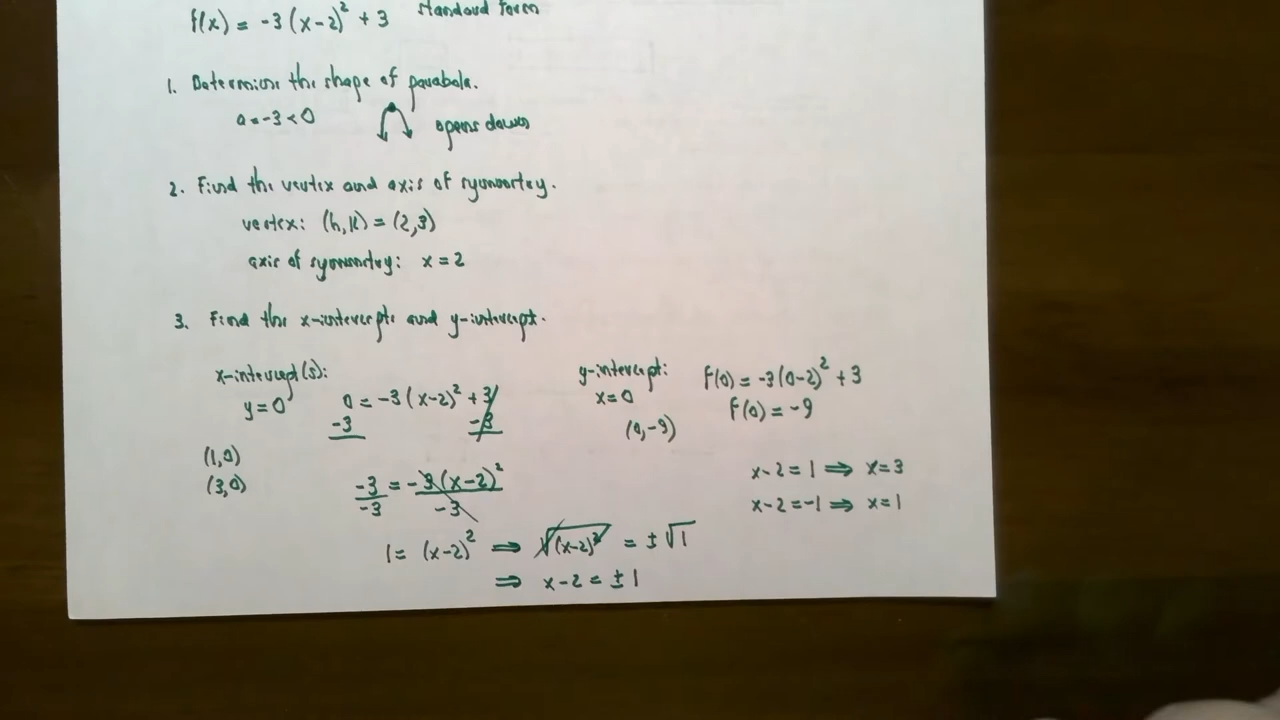 f(x) = -3(x-2)² + 3 standard form
1. Determine the shape of parabola.
a = -3 < 0 opens down
2. Find the vertex and axis of symmetry.
vertex: (h,k) = (2,3)
axis of symmetry: x = 2
3. Find the x-intercepts and y-intercept.
x-intercept(s):
y=0
0 = -3(x-2)² + 3
-3 -3
(1,0)
(3,0)
-3 = -3(x-2)²
-3 -3
1 = (x-2)² ⇒ √(x-2)² = ±√1
⇒ x-2 = ±1
y-intercept: f(0) = -3(0-2)² + 3
x=0 f(0) = -9
(0,-9)
x-2=1 ⇒ x=3
x-2=-1 ⇒ x=1